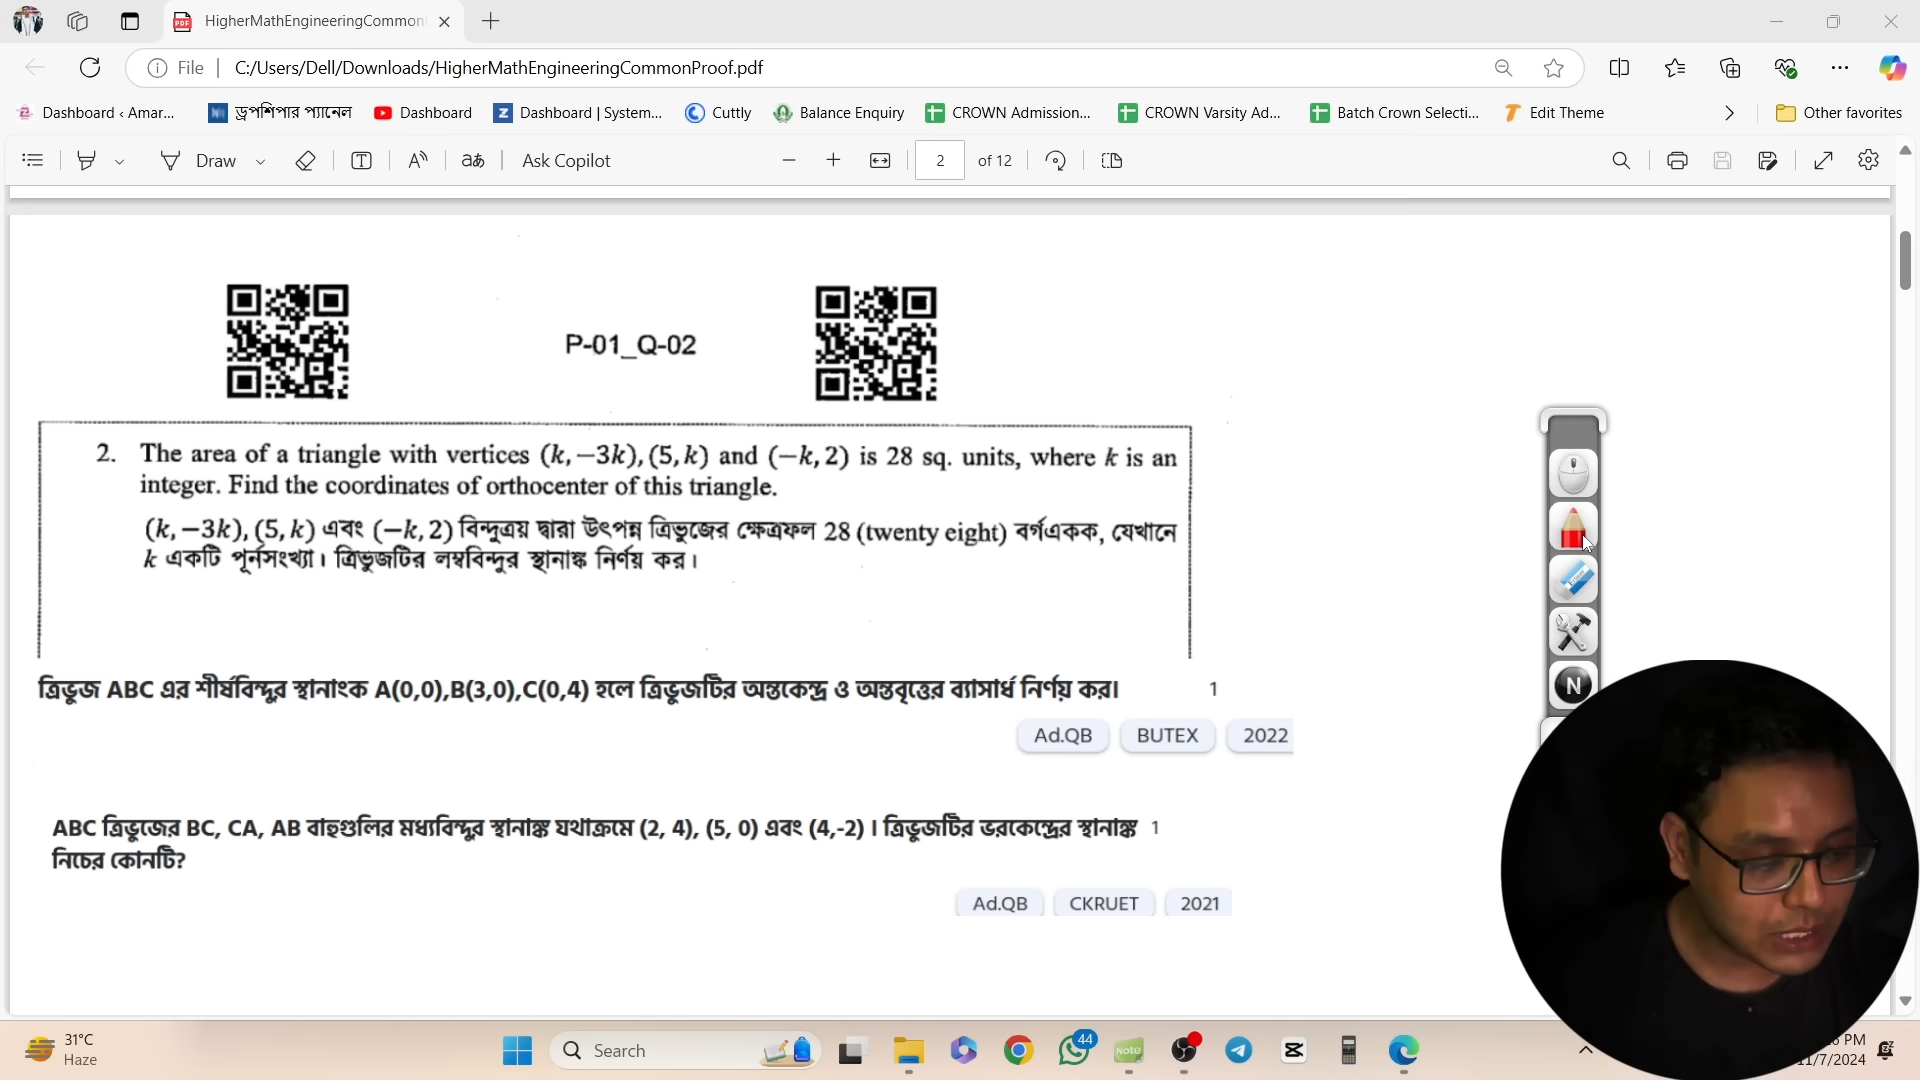 HigherMathEngineeringCommon
File
C:/Users/Dell/Downloads/HigherMathEngineeringCommonProof.pdf
Dashboard ‹ Amar...
ড্রপশিপার প্যানেল
Dashboard
Dashboard | System...
Cuttly
Balance Enquiry
CROWN Admission...
CROWN Varsity Ad...
Batch Crown Selecti...
Edit Theme
Other favorites
Draw
Ask Copilot
2 of 12
P-01_Q-02
2. The area of a triangle with vertices (k, −3k), (5, k) and (−k, 2) is 28 sq. units, where k is an
integer. Find the coordinates of orthocenter of this triangle.
(k, −3k), (5, k) এবং (−k, 2) বিন্দুত্রয় দ্বারা উৎপন্ন ত্রিভুজের ক্ষেত্রফল 28 (twenty eight) বর্গএকক, যেখানে
k একটি পূর্নসংখ্যা। ত্রিভুজটির লম্ববিন্দুর স্থানাঙ্ক নির্ণয় কর।
ত্রিভুজ ABC এর শীর্ষবিন্দুর স্থানাংক A(0,0),B(3,0),C(0,4) হলে ত্রিভুজটির অন্তকেন্দ্র ও অন্তবৃত্তের ব্যাসার্ধ নির্ণয় কর। 1
Ad.QB BUTEX 2022
ABC ত্রিভুজের BC, CA, AB বাহুগুলির মধ্যবিন্দুর স্থানাঙ্ক যথাক্রমে (2, 4), (5, 0) এবং (4,-2) । ত্রিভুজটির ভরকেন্দ্রের স্থানাঙ্ক 1
নিচের কোনটি?
Ad.QB CKRUET 2021
N
31°C
Haze
Search
44
Note
PM
11/7/2024